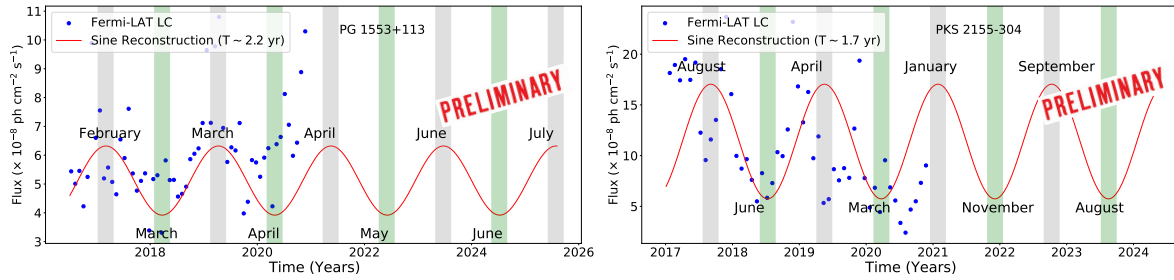 Fermi-LAT LC
Sine Reconstruction (T ~ 2.2 yr)
PG 1553+113
PRELIMINARY
February
March
April
June
July
March
April
May
June
11
10
9
8
7
6
5
4
3
Flux (× 10⁻⁸ ph cm⁻² s⁻¹)
2018
2020
2022
2024
2026
Time (Years)
Fermi-LAT LC
Sine Reconstruction (T ~ 1.7 yr)
PKS 2155-304
PRELIMINARY
August
April
January
September
June
March
November
August
20
15
10
5
Flux (× 10⁻⁸ ph cm⁻² s⁻¹)
2017
2018
2019
2020
2021
2022
2023
2024
Time (Years)